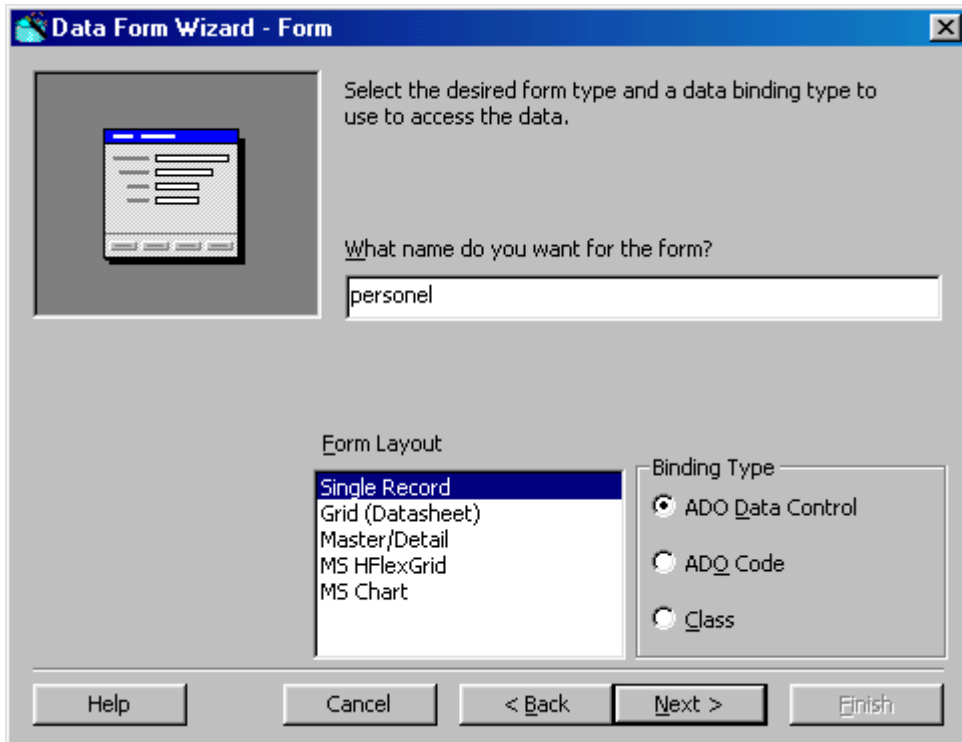 Data Form Wizard - Form
Select the desired form type and a data binding type to
use to access the data.
What name do you want for the form?
personel
Form Layout
Single Record
Grid (Datasheet)
Master/Detail
MS HFlexGrid
MS Chart
Binding Type
ADO Data Control
ADO Code
Class
Help
Cancel
< Back
Next >
Finish